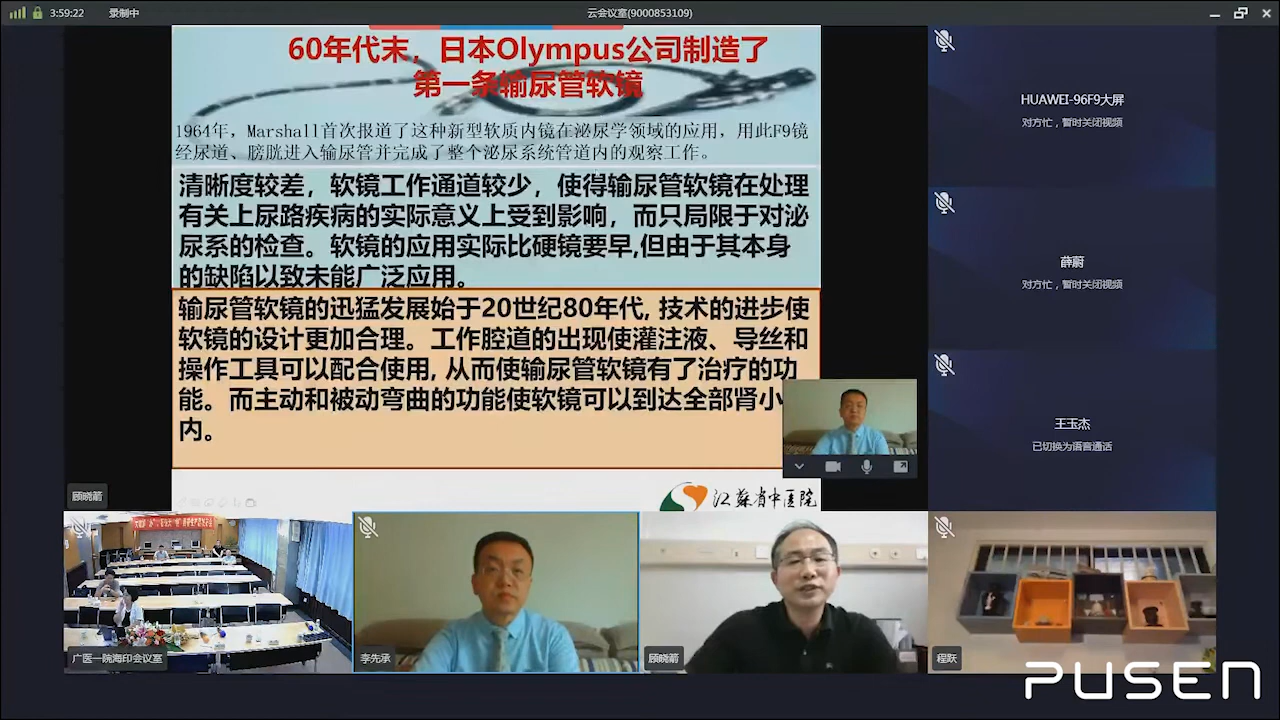 3:59:22 录制中
云会议室(9000853109)
60年代末，日本Olympus公司制造了
第一条输尿管软镜
1964年，Marshall首次报道了这种新型软质内镜在泌尿学领域的应用，用此F9镜
经尿道、膀胱进入输尿管并完成了整个泌尿系统管道内的观察工作。
清晰度较差，软镜工作通道较少，使得输尿管软镜在处理
有关上尿路疾病的实际意义上受到影响，而只局限于对泌
尿系的检查。软镜的应用实际比硬镜要早,但由于其本身
的缺陷以致未能广泛应用。
输尿管软镜的迅猛发展始于20世纪80年代, 技术的进步使
软镜的设计更加合理。工作腔道的出现使灌注液、导丝和
操作工具可以配合使用, 从而使输尿管软镜有了治疗的功
能。而主动和被动弯曲的功能使软镜可以到达全部肾小
内。
江苏省中医院
顾晓箭
HUAWEI-96F9大屏
对方忙，暂时关闭视频
薛蔚
对方忙，暂时关闭视频
王玉杰
已切换为语音通话
广医一院海印会议室
李先承
顾晓箭
程跃
PUSEN